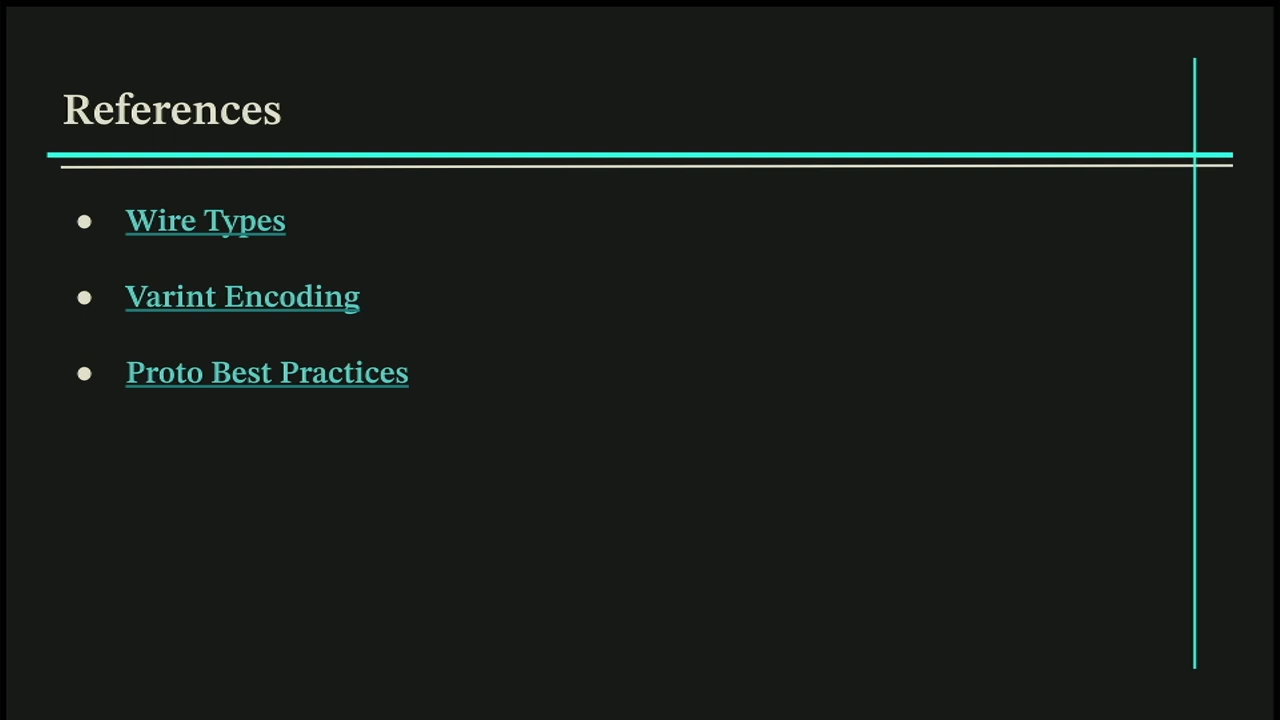 References
Wire Types
Varint Encoding
Proto Best Practices